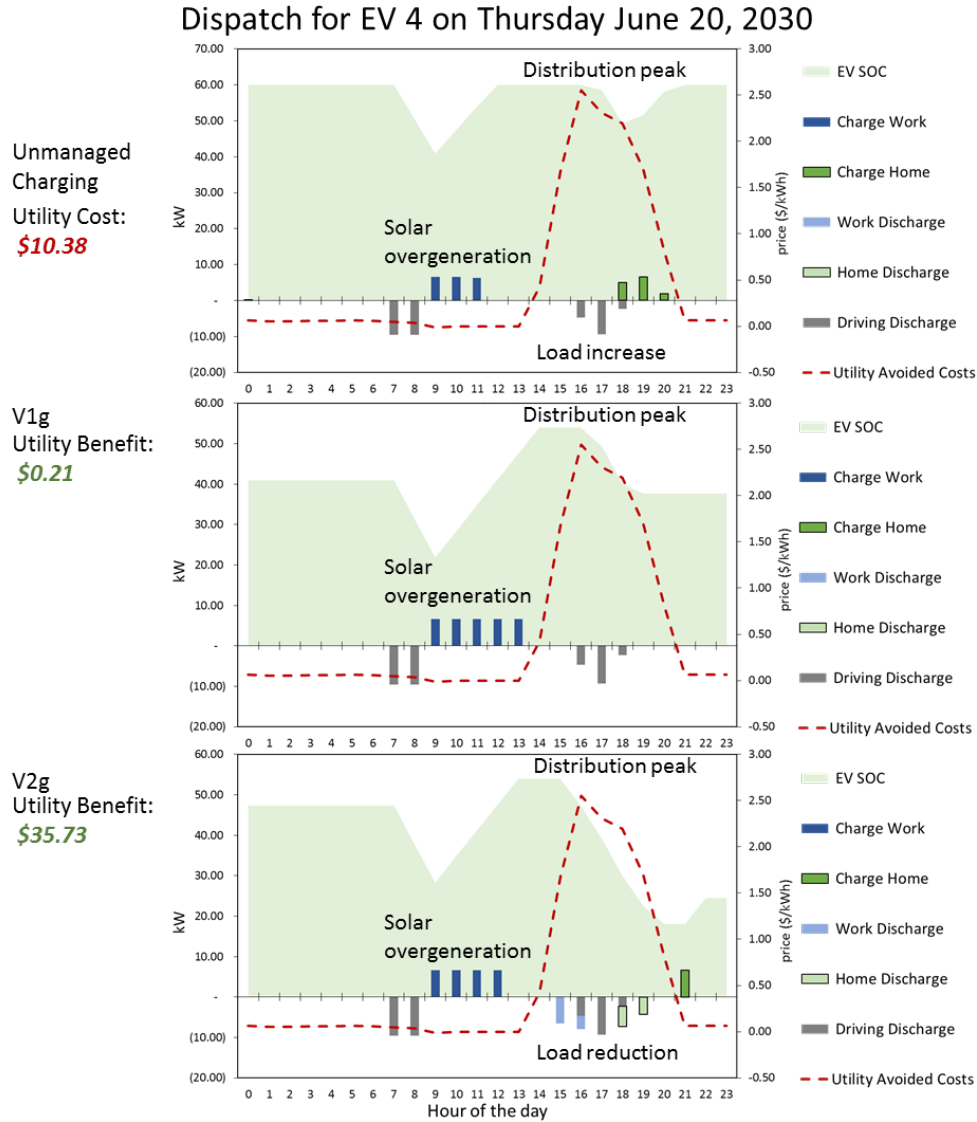 Dispatch for EV 4 on Thursday June 20, 2030
Unmanaged
Charging
Utility Cost:
$10.38
70.00
60.00
50.00
40.00
30.00
20.00
10.00
-
(10.00)
(20.00)
kW
Distribution peak
Solar
overgeneration
Load increase
3.00
2.50
2.00
1.50
1.00
0.50
0.00
-0.50
price ($/kWh)
0 1 2 3 4 5 6 7 8 9 10 11 12 13 14 15 16 17 18 19 20 21 22 23
EV SOC
Charge Work
Charge Home
Work Discharge
Home Discharge
Driving Discharge
Utility Avoided Costs
V1g
Utility Benefit:
$0.21
60.00
50.00
40.00
30.00
20.00
10.00
-
(10.00)
(20.00)
kW
Distribution peak
Solar
overgeneration
3.00
2.50
2.00
1.50
1.00
0.50
0.00
-0.50
price ($/kWh)
0 1 2 3 4 5 6 7 8 9 10 11 12 13 14 15 16 17 18 19 20 21 22 23
EV SOC
Charge Work
Charge Home
Work Discharge
Home Discharge
Driving Discharge
Utility Avoided Costs
V2g
Utility Benefit:
$35.73
60.00
50.00
40.00
30.00
20.00
10.00
-
(10.00)
(20.00)
kW
Distribution peak
Solar
overgeneration
Load reduction
3.00
2.50
2.00
1.50
1.00
0.50
0.00
-0.50
price ($/kWh)
0 1 2 3 4 5 6 7 8 9 10 11 12 13 14 15 16 17 18 19 20 21 22 23
Hour of the day
EV SOC
Charge Work
Charge Home
Work Discharge
Home Discharge
Driving Discharge
Utility Avoided Costs